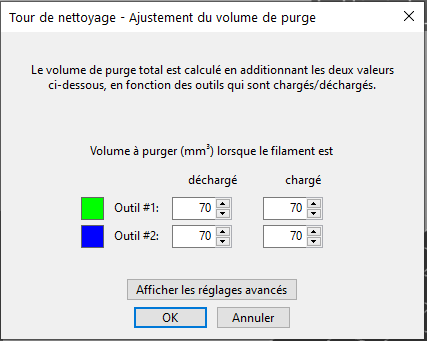 Tour de nettoyage - Ajustement du volume de purge
Le volume de purge total est calculé en additionnant les deux valeurs
ci-dessous, en fonction des outils qui sont chargés/déchargés.
Volume à purger (mm³) lorsque le filament est
déchargé chargé
Outil #1: 70 70
Outil #2: 70 70
Afficher les réglages avancés
OK Annuler